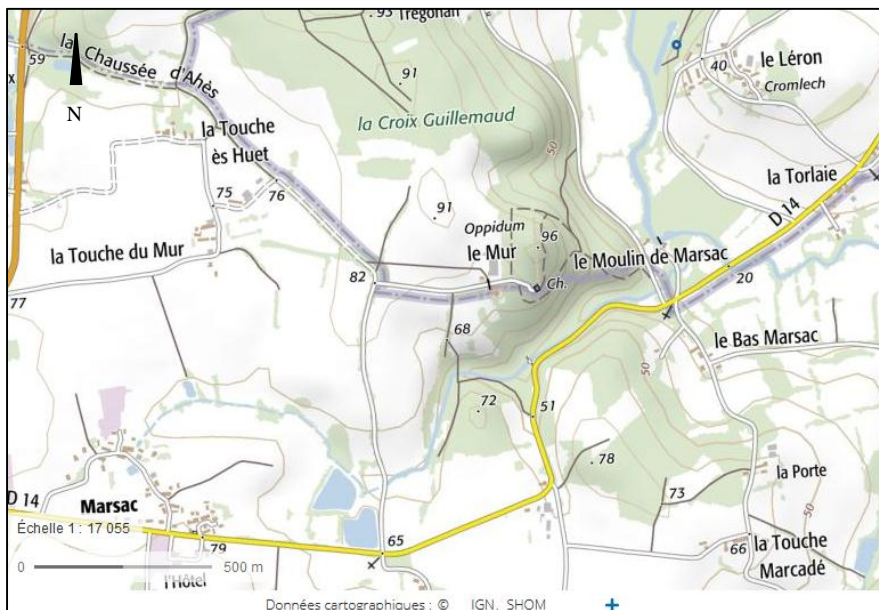 93
Trégonan
59
la Chaussée d'Ahès
N
91
la Croix Guillemaud
40
le Léron
Cromlech
la Touche
ès Huet
50
75
76
la Torlaie
D 14
91
Oppidum
96
la Touche du Mur
le Mur
le Moulin de Marsac
82
Ch.
20
77
68
le Bas Marsac
50
72
51
78
la Porte
73
D 14
Marsac
Échelle 1 : 17 055
79
65
66
la Touche
Marcadé
50
0 500 m
l'Hôtel
Données cartographiques : © IGN, SHOM